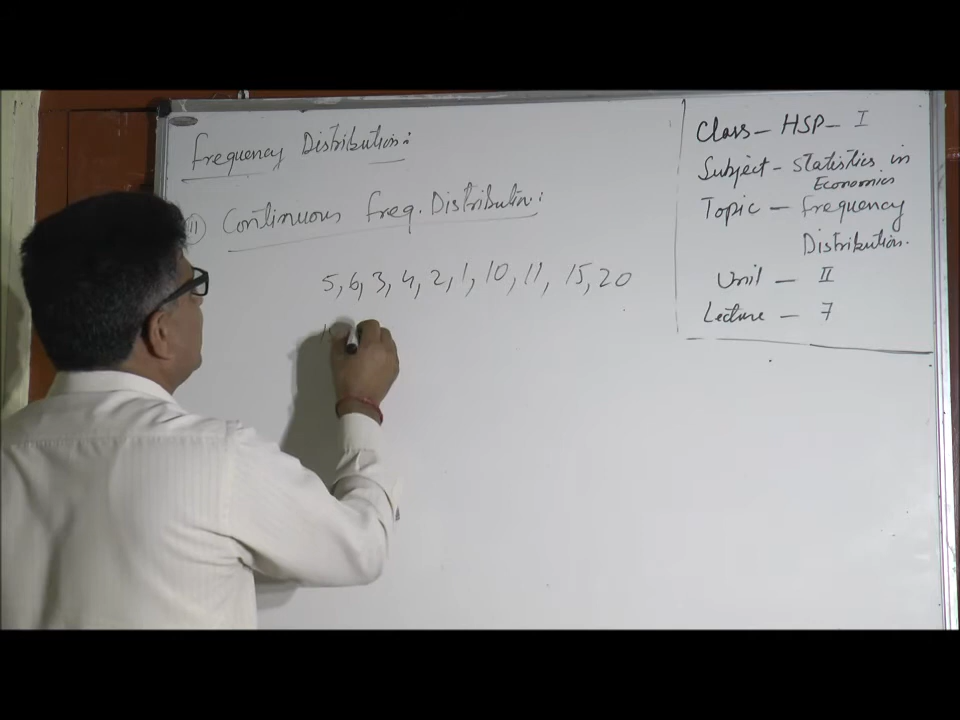 Frequency Distribution:
II Continuous Freq. Distribution:
5, 6, 3, 4, 2, 1, 10, 11, 15, 20
Class - HSP - I
Subject - Statistics in
Economics
Topic - Frequency
Distribution.
Unit - II
Lecture - 7